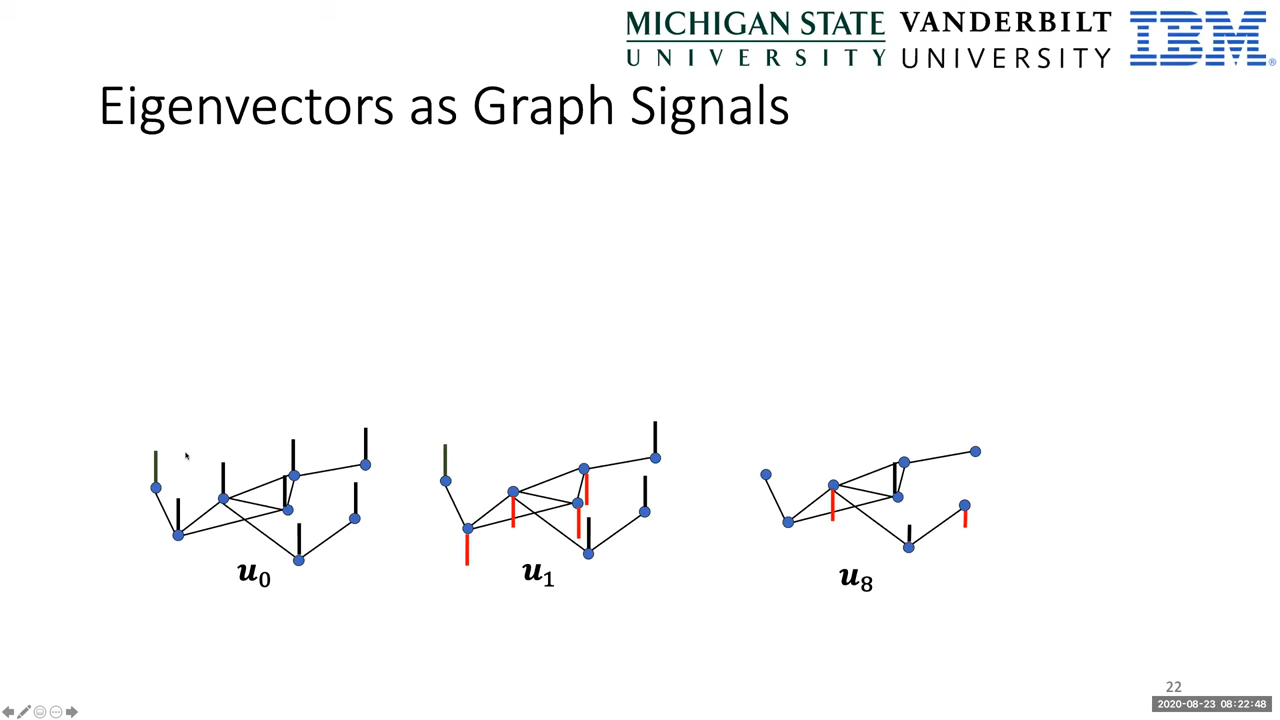 MICHIGAN STATE
UNIVERSITY
VANDERBILT
UNIVERSITY
IBM®
Eigenvectors as Graph Signals
u₀
u₁
u₈
22
2020-08-23 08:22:48